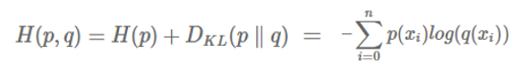 H(p, q) = H(p) + D_{KL}(p ∥ q) = -∑_{i=0}^{n} p(x_i)log(q(x_i))